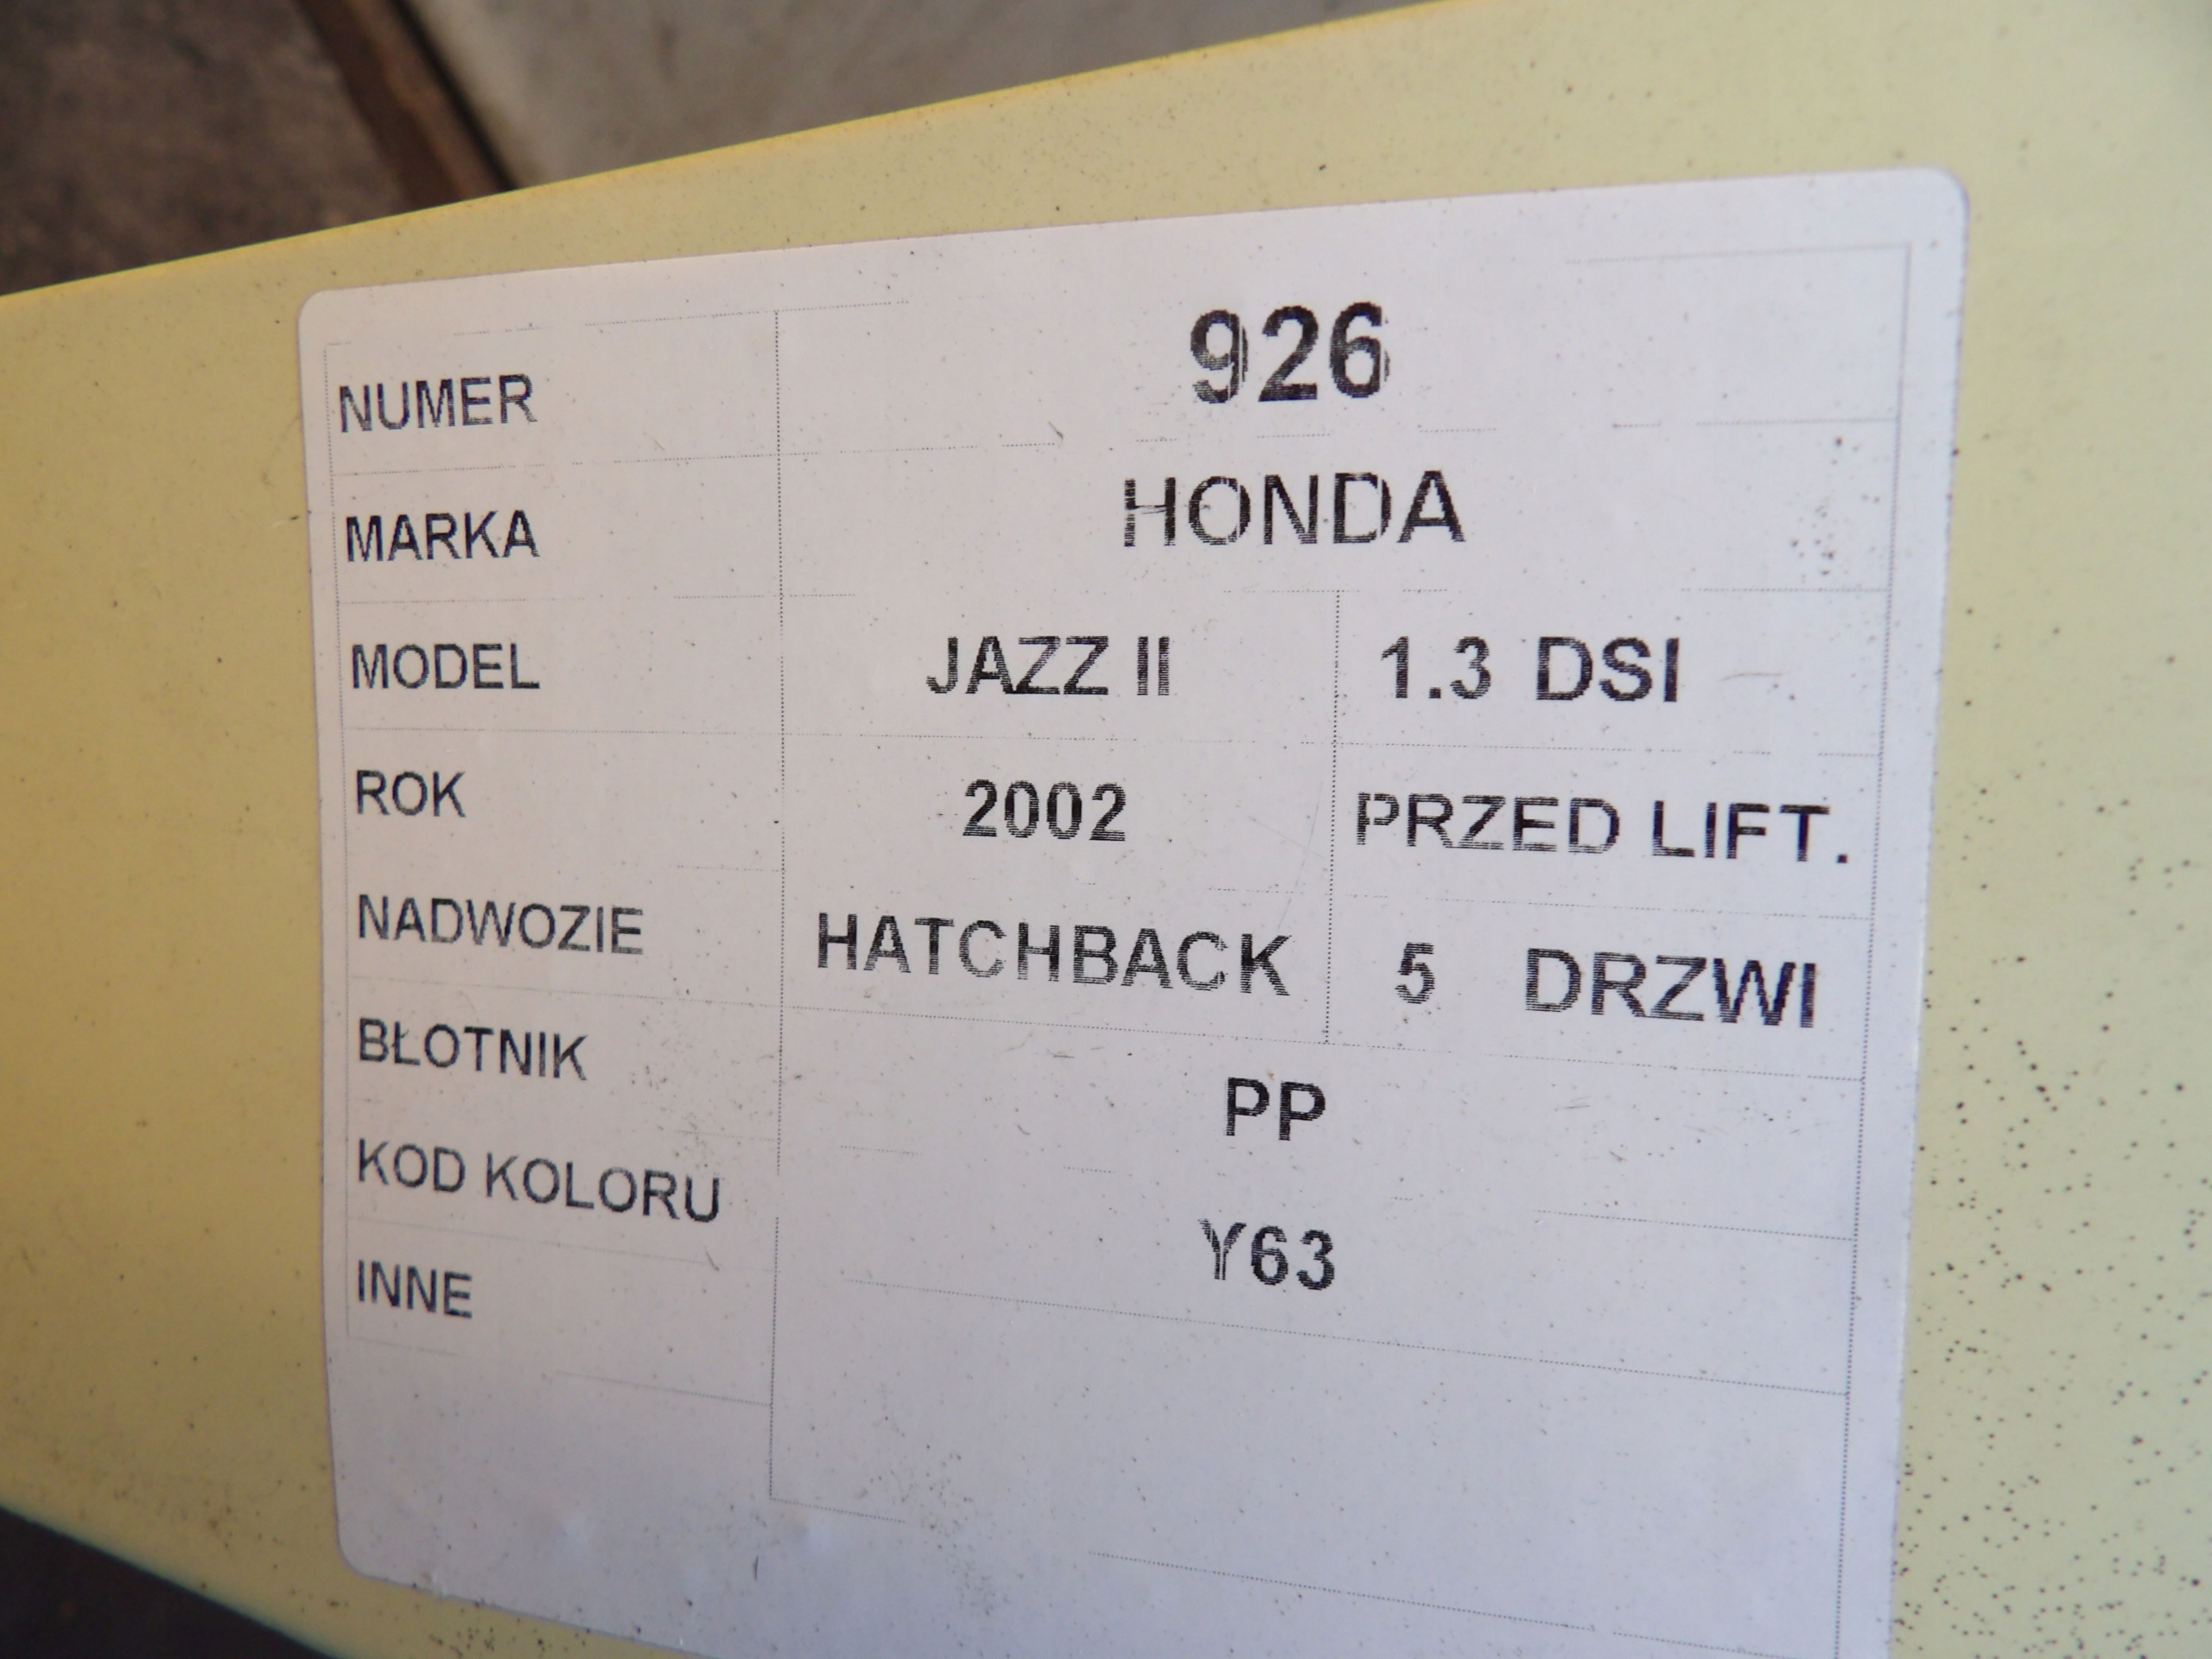 NUMER 926
MARKA HONDA
MODEL JAZZ II 1.3 DSI
ROK 2002 PRZED LIFT.
NADWOZIE HATCHBACK 5 DRZWI
BŁOTNIK PP
KOD KOLORU Y63
INNE